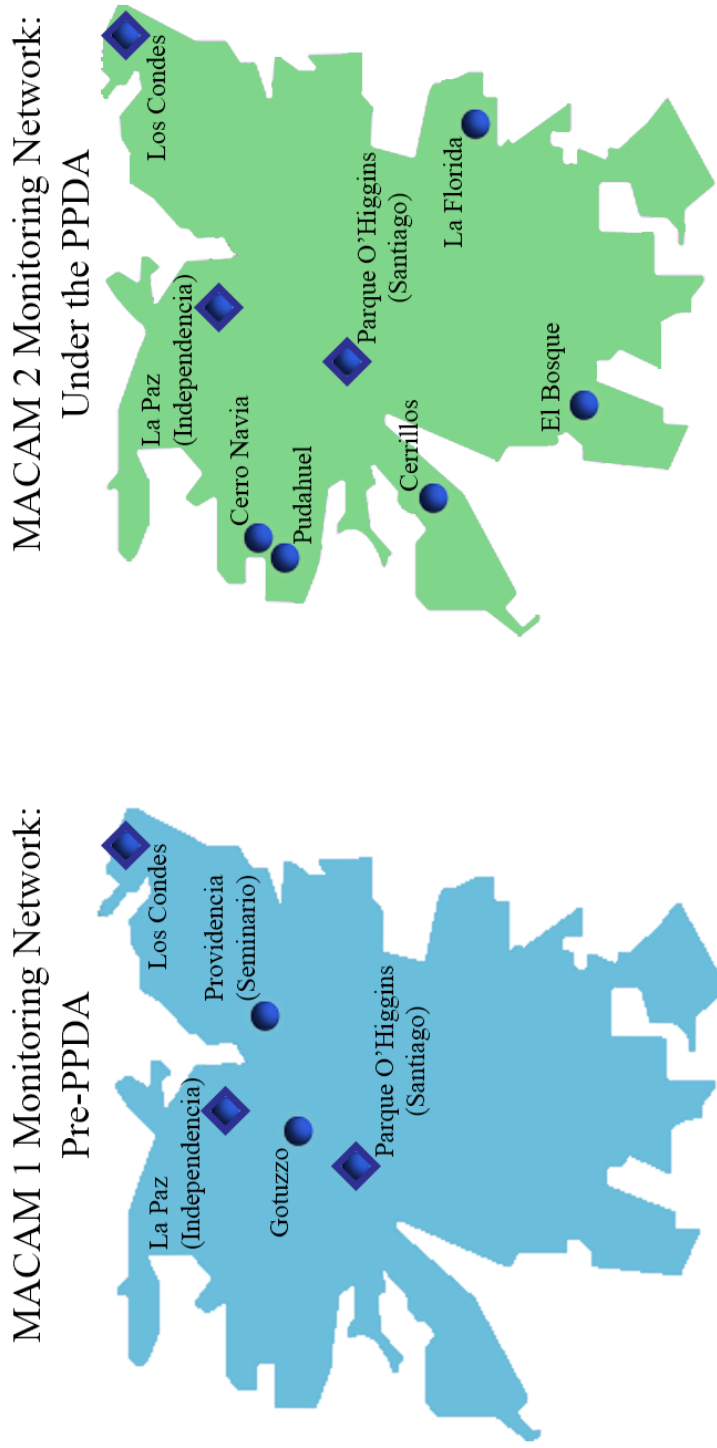 MACAM 1 Monitoring Network:
Pre-PPDA
Los Condes
La Paz
(Independencia)
Providencia
(Seminario)
Gotuzzo
Parque O'Higgins
(Santiago)
MACAM 2 Monitoring Network:
Under the PPDA
Los Condes
La Paz
(Independencia)
Cerro Navia
Pudahuel
Parque O'Higgins
(Santiago)
Cerrillos
La Florida
El Bosque